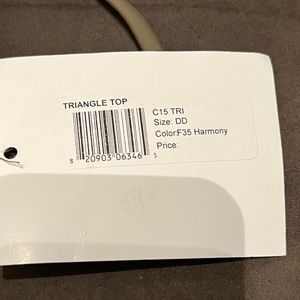 TRIANGLE TOP
C15 TRI
Size: DD
Color:F35 Harmony
Price:
8 20903 06346 5